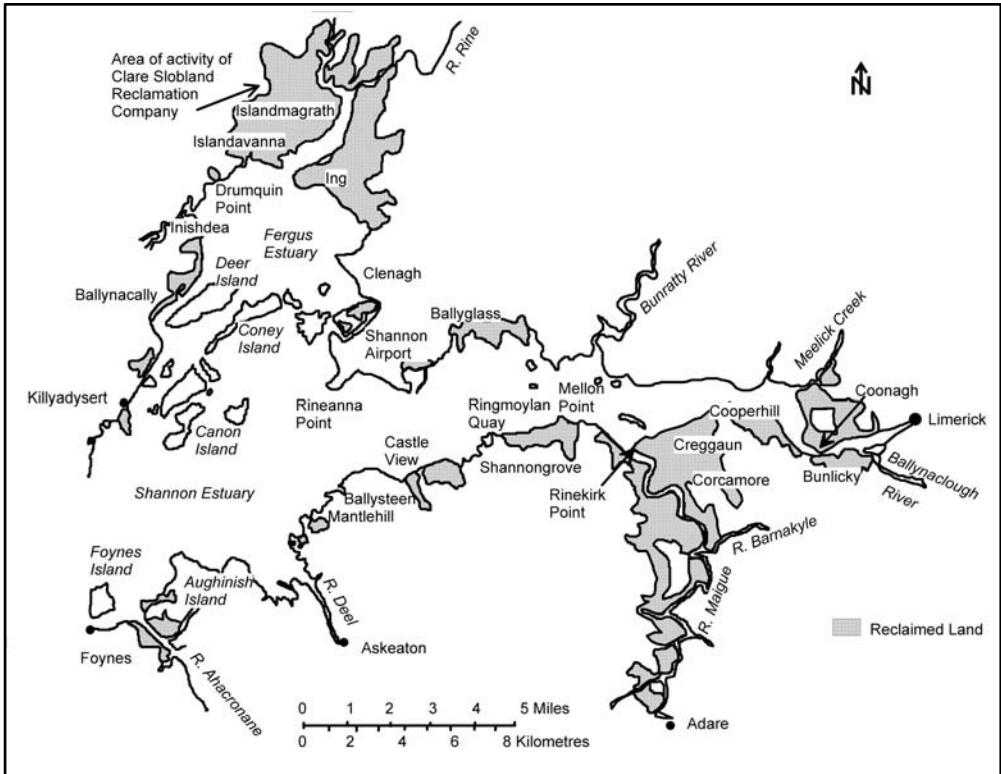 Area of activity of
Clare Slobland
Reclamation
Company
R. Rine
N
Islandmagrath
Islandavanna
Ing
Drumquin
Point
Inishdea
Fergus
Estuary
Deer
Island
Clenagh
Bunratty River
Ballynacally
Coney
Island
Ballyglass
Shannon
Airport
Meelick Creek
Coonagh
Killyadysert
Rineanna
Point
Ringmoylan
Quay
Mellon
Point
Cooperhill
Limerick
Canon
Island
Castle
View
Creggaun
Shannongrove
Corcamore
Bunlicky
Ballynaclough
River
Shannon Estuary
Ballysteen
Mantlehill
Rinekirk
Point
R. Barnakyle
Foynes
Island
Aughinish
Island
R. Deel
R. Maigue
Reclaimed Land
Foynes
R. Ahacronane
Askeaton
0 1 2 3 4 5 Miles
0 2 4 6 8 Kilometres
Adare